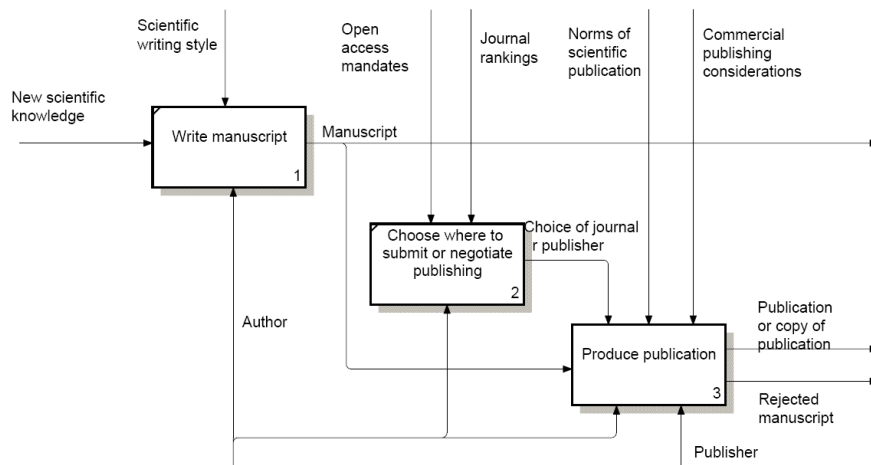 Scientific
writing style
Open
access
mandates
Journal
rankings
Norms of
scientific
publication
Commercial
publishing
considerations
New scientific
knowledge
Write manuscript
1
Manuscript
Choose where to
submit or negotiate
publishing
2
Choice of journal
r publisher
Author
Produce publication
3
Publication
or copy of
publication
Rejected
manuscript
Publisher